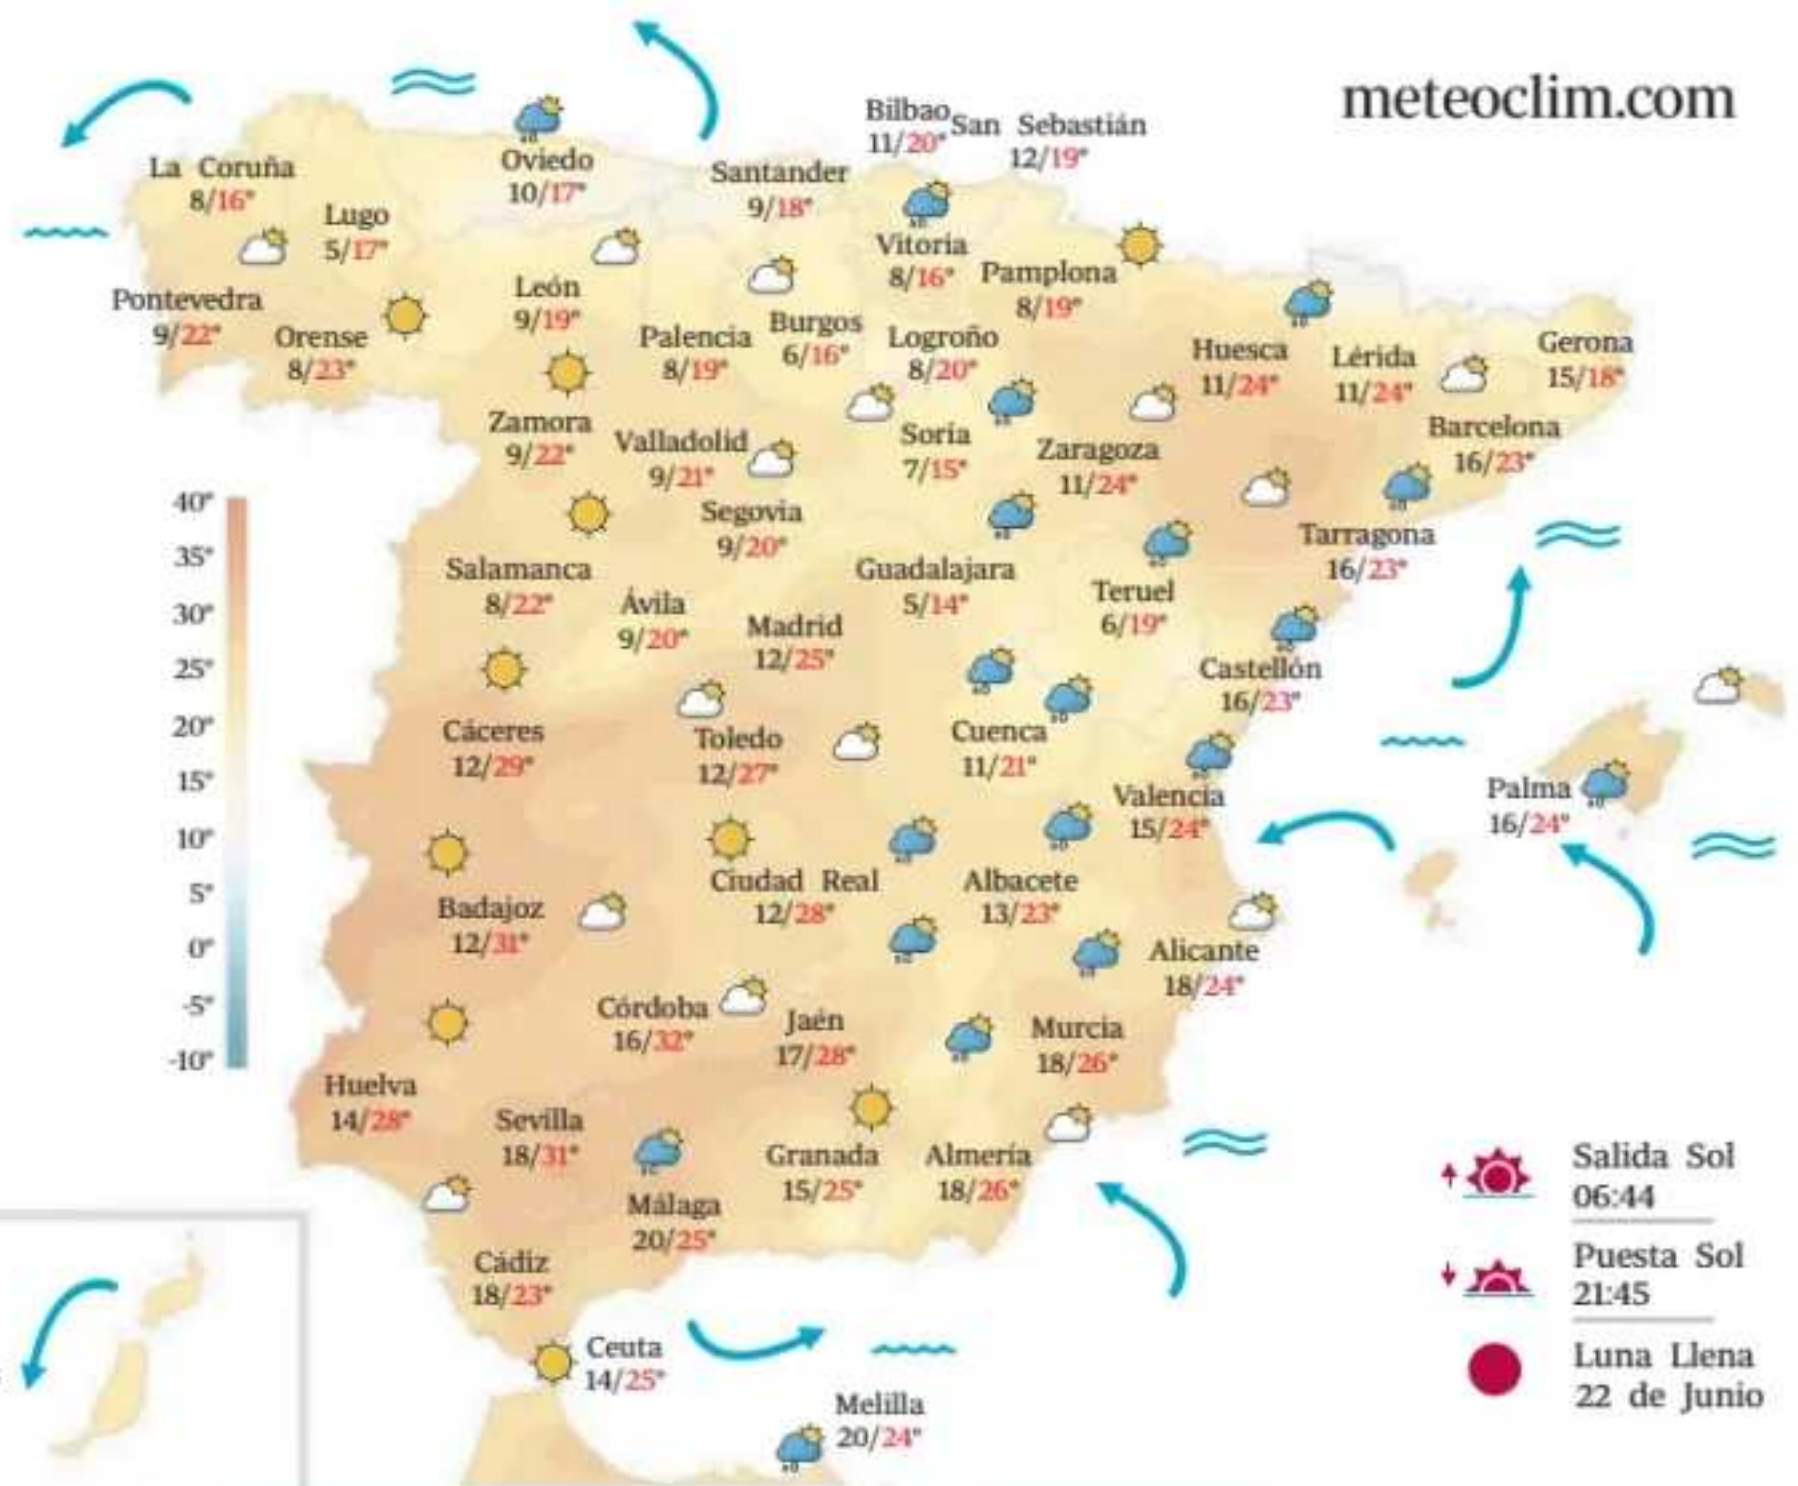 meteoclim.com
Bilbao
11/20°
San Sebastián
12/19°
La Coruña
8/16°
Oviedo
10/17°
Santander
9/18°
Lugo
5/17°
Vitoria
8/16°
Pamplona
8/19°
Pontevedra
9/22°
Orense
8/23°
León
9/19°
Palencia
8/19°
Burgos
6/16°
Logroño
8/20°
Huesca
11/24°
Lérida
11/24°
Gerona
15/18°
Zamora
9/22°
Valladolid
9/21°
Soria
7/15°
Zaragoza
11/24°
Barcelona
16/23°
Segovia
9/20°
Tarragona
16/23°
Salamanca
8/22°
Ávila
9/20°
Madrid
12/25°
Guadalajara
5/14°
Teruel
6/19°
Castellón
16/23°
Cáceres
12/29°
Toledo
12/27°
Cuenca
11/21°
Valencia
15/24°
Palma
16/24°
Badajoz
12/31°
Ciudad Real
12/28°
Albacete
13/23°
Alicante
18/24°
Córdoba
16/32°
Jaén
17/28°
Murcia
18/26°
Huelva
14/28°
Sevilla
18/31°
Málaga
20/25°
Granada
15/25°
Almería
18/26°
Cádiz
18/23°
Ceuta
14/25°
Melilla
20/24°
40°
35°
30°
25°
20°
15°
10°
5°
0°
-5°
-10°
Salida Sol
06:44
Puesta Sol
21:45
Luna Llena
22 de Junio